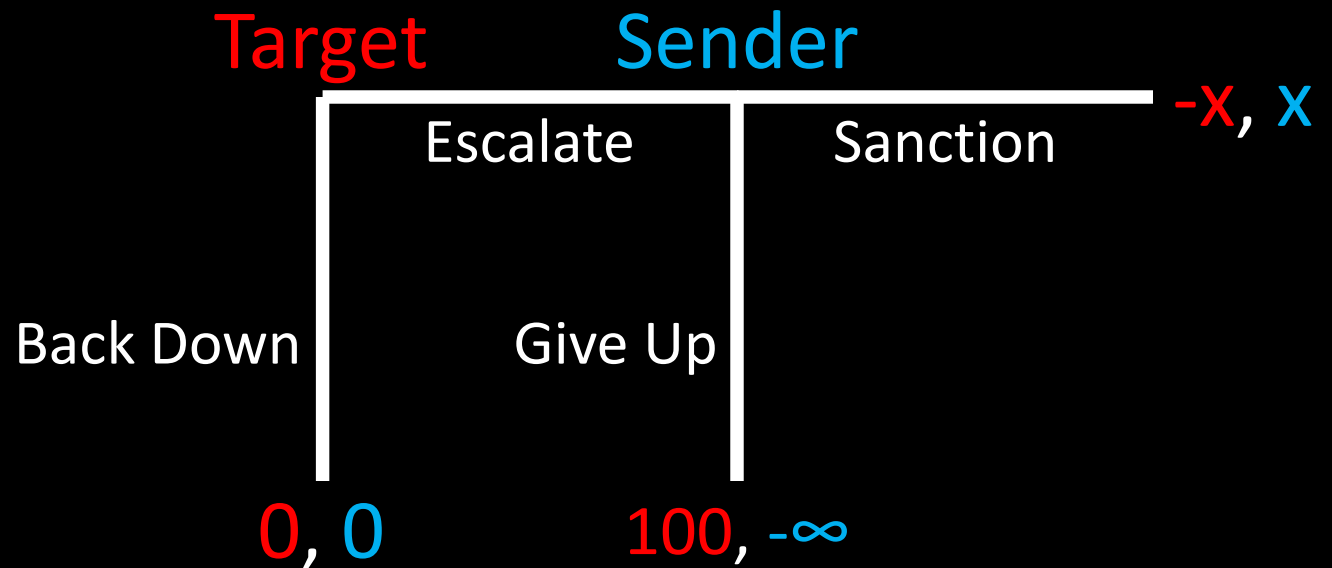 Target Sender
-x, x
Escalate Sanction
Back Down Give Up
0, 0 100, -∞